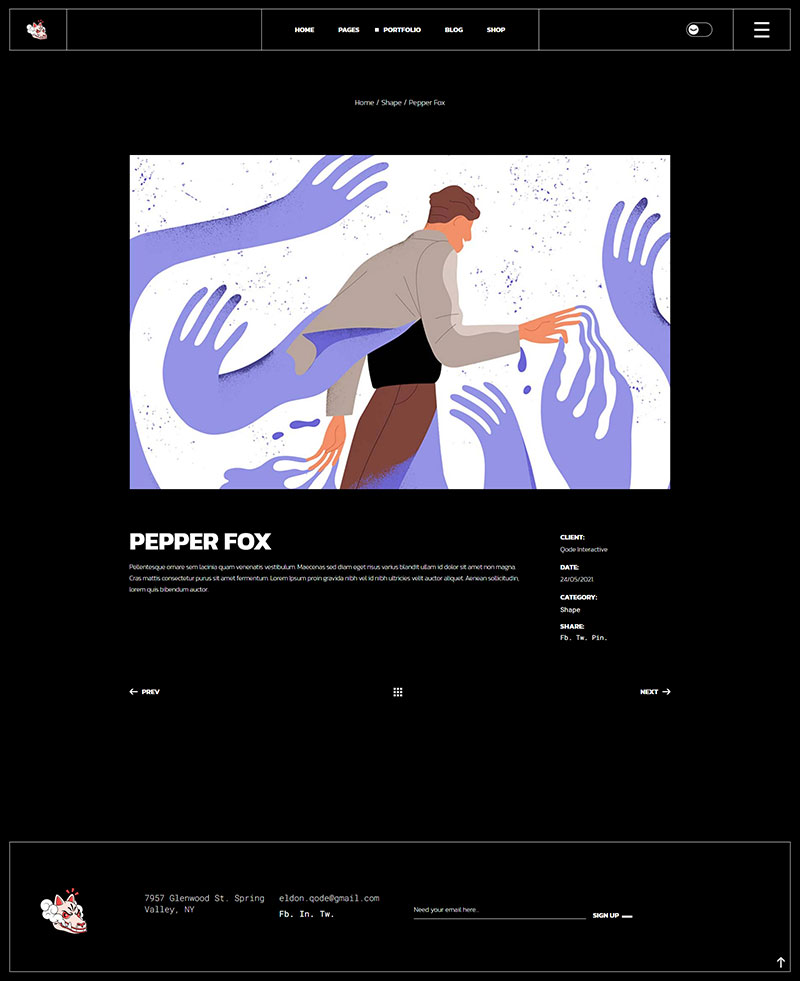 HOME PAGES PORTFOLIO BLOG SHOP
Home / Shape / Pepper Fox
PEPPER FOX
Pellentesque ornare sem lacinia quam venenatis vestibulum. Maecenas sed diam eget risus varius blandit ullam id dolor sit amet non magna.
Cras mattis consectetur purus sit amet fermentum. Lorem Ipsum proin gravida nibh vel id nibh ultricies velit auctor aliquet. Aenean sollicitudin,
lorem quis bibendum auctor.
CLIENT:
Qode Interactive
DATE:
24/05/2021
CATEGORY:
Shape
SHARE:
Fb. Tw. Pin.
PREV
NEXT
7957 Glenwood St. Spring
Valley, NY
eldon.qode@gmail.com
Fb. In. Tw.
Need your email here..
SIGN UP